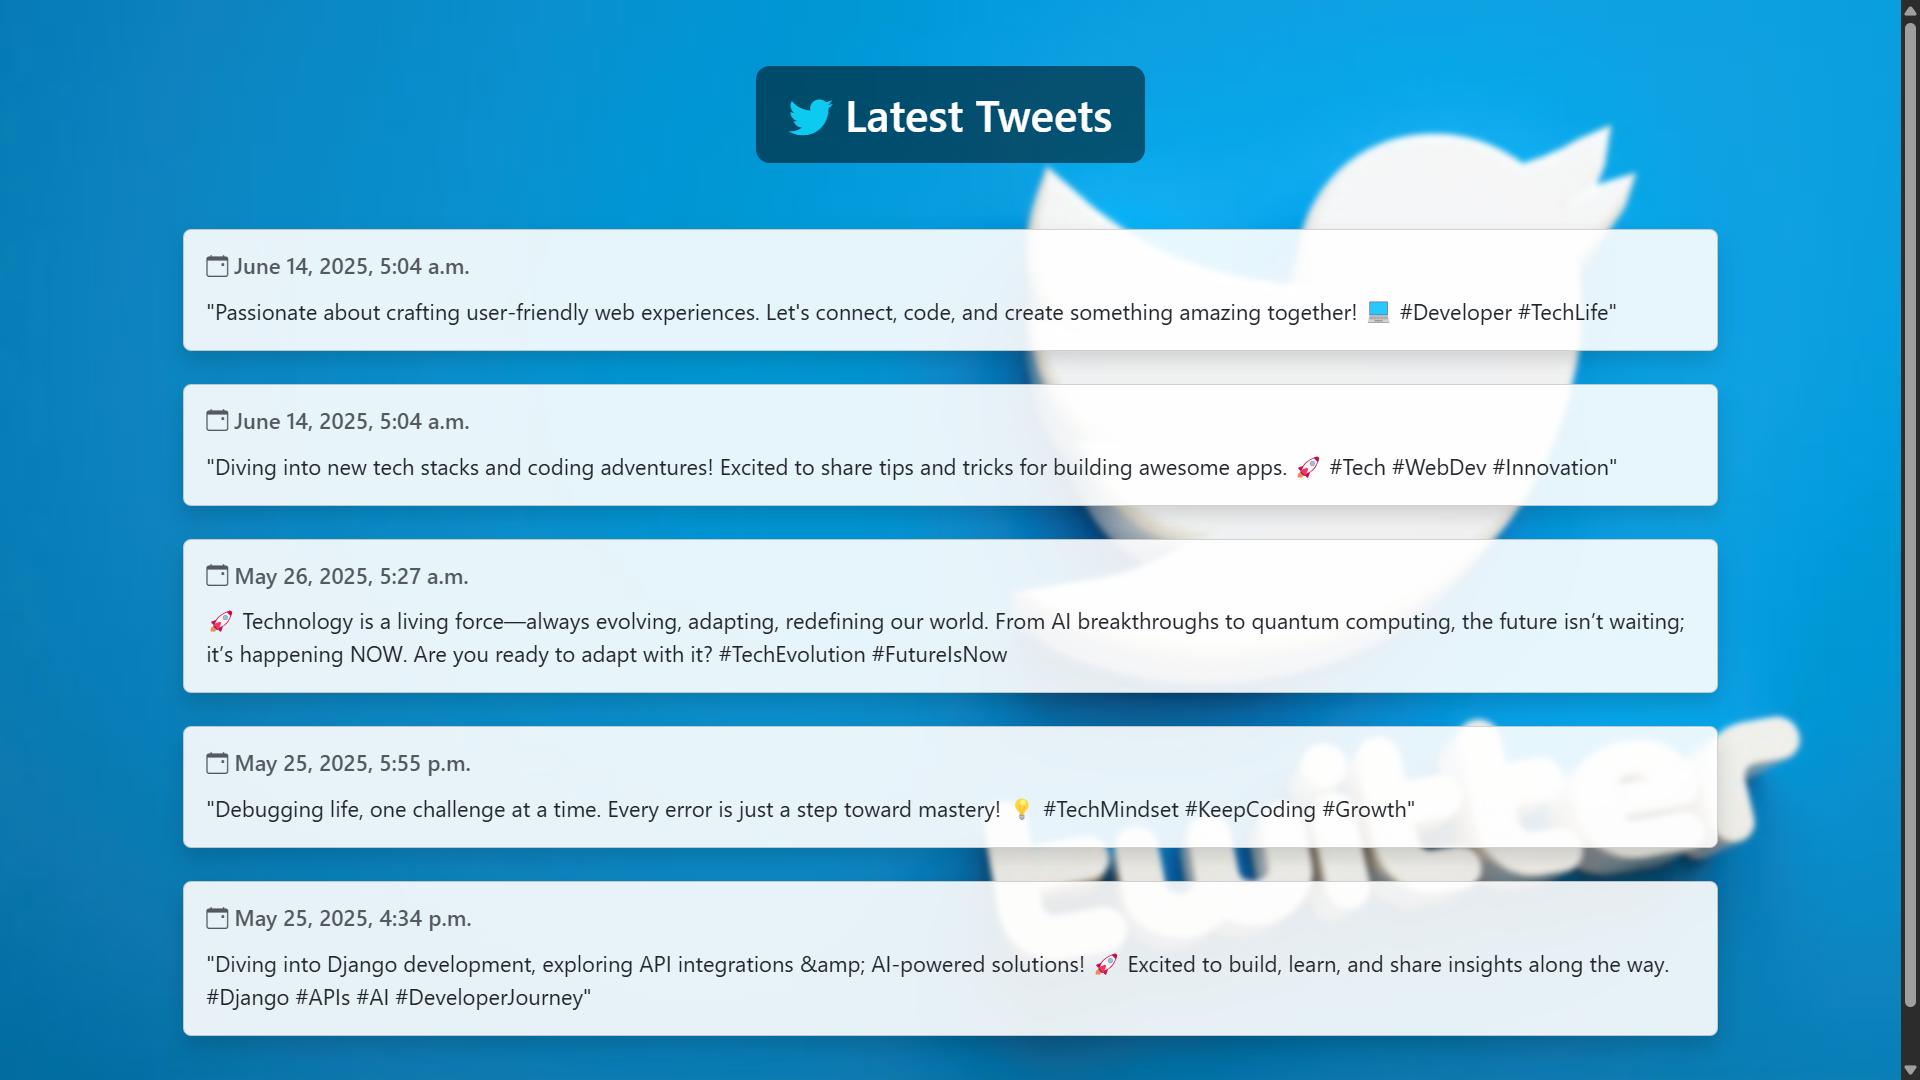 Latest Tweets
June 14, 2025, 5:04 a.m.
"Passionate about crafting user-friendly web experiences. Let's connect, code, and create something amazing together! 💻 #Developer #TechLife"
June 14, 2025, 5:04 a.m.
"Diving into new tech stacks and coding adventures! Excited to share tips and tricks for building awesome apps. 🚀 #Tech #WebDev #Innovation"
May 26, 2025, 5:27 a.m.
🚀 Technology is a living force—always evolving, adapting, redefining our world. From AI breakthroughs to quantum computing, the future isn’t waiting;
it’s happening NOW. Are you ready to adapt with it? #TechEvolution #FutureIsNow
May 25, 2025, 5:55 p.m.
"Debugging life, one challenge at a time. Every error is just a step toward mastery! 💡 #TechMindset #KeepCoding #Growth"
twitter
May 25, 2025, 4:34 p.m.
"Diving into Django development, exploring API integrations &amp;amp; AI-powered solutions! 🚀 Excited to build, learn, and share insights along the way.
#Django #APIs #AI #DeveloperJourney"